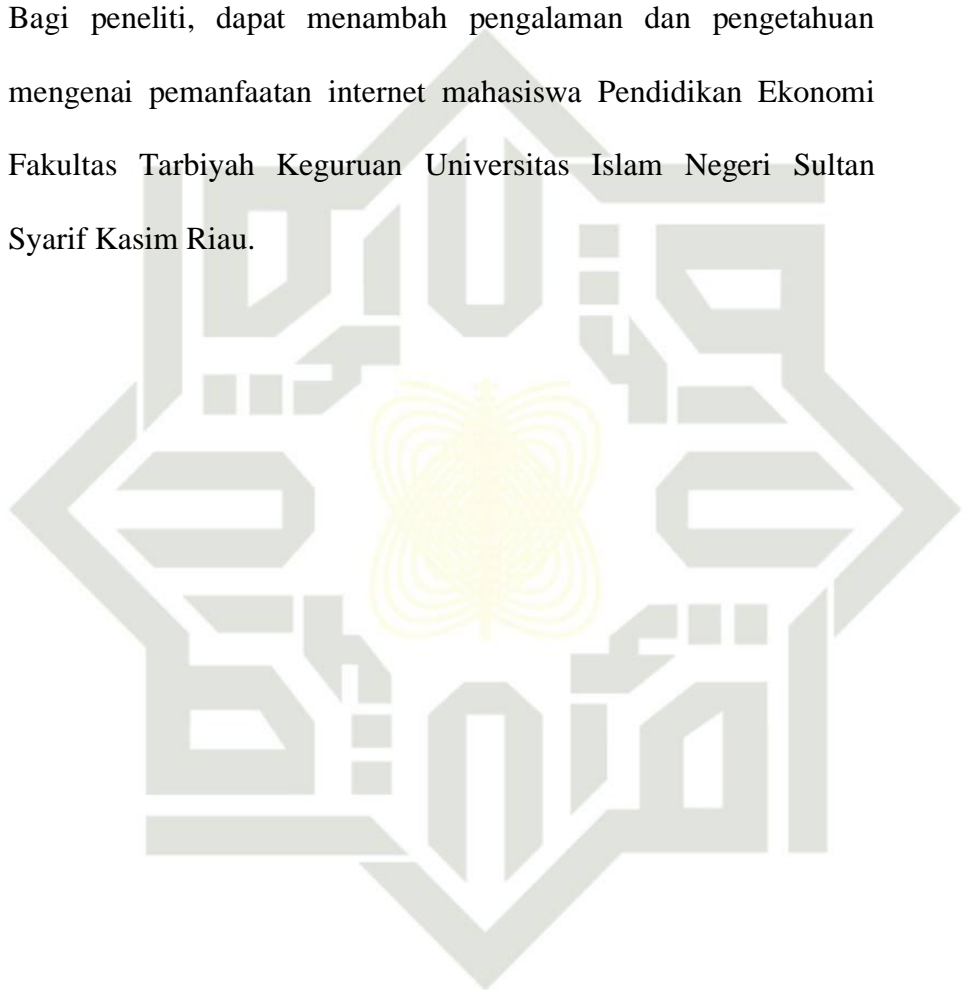 Bagi peneliti, dapat menambah pengalaman dan pengetahuan
mengenai pemanfaatan internet mahasiswa Pendidikan Ekonomi
Fakultas Tarbiyah Keguruan Universitas Islam Negeri Sultan
Syarif Kasim Riau.